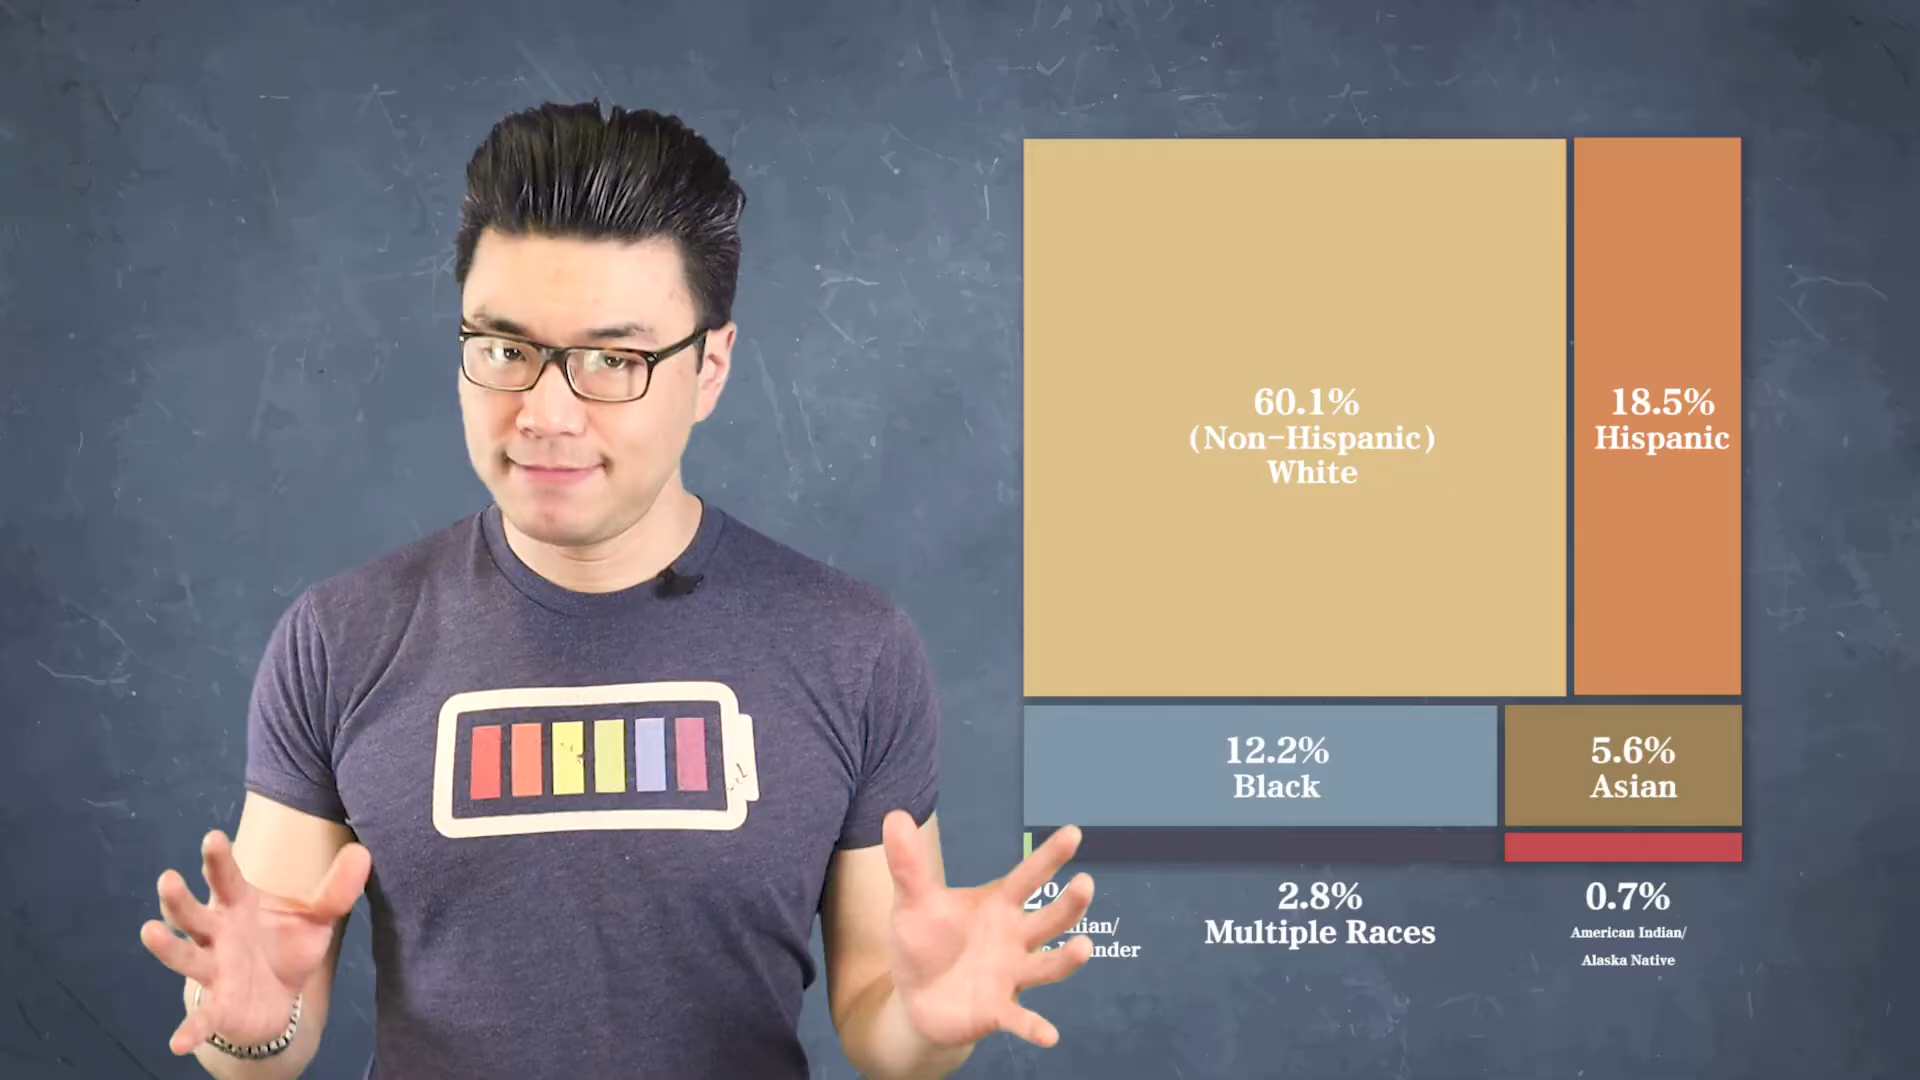 60.1%
(Non-Hispanic)
White
18.5%
Hispanic
12.2%
Black
5.6%
Asian
2.8%
Multiple Races
0.7%
American Indian/
Alaska Native